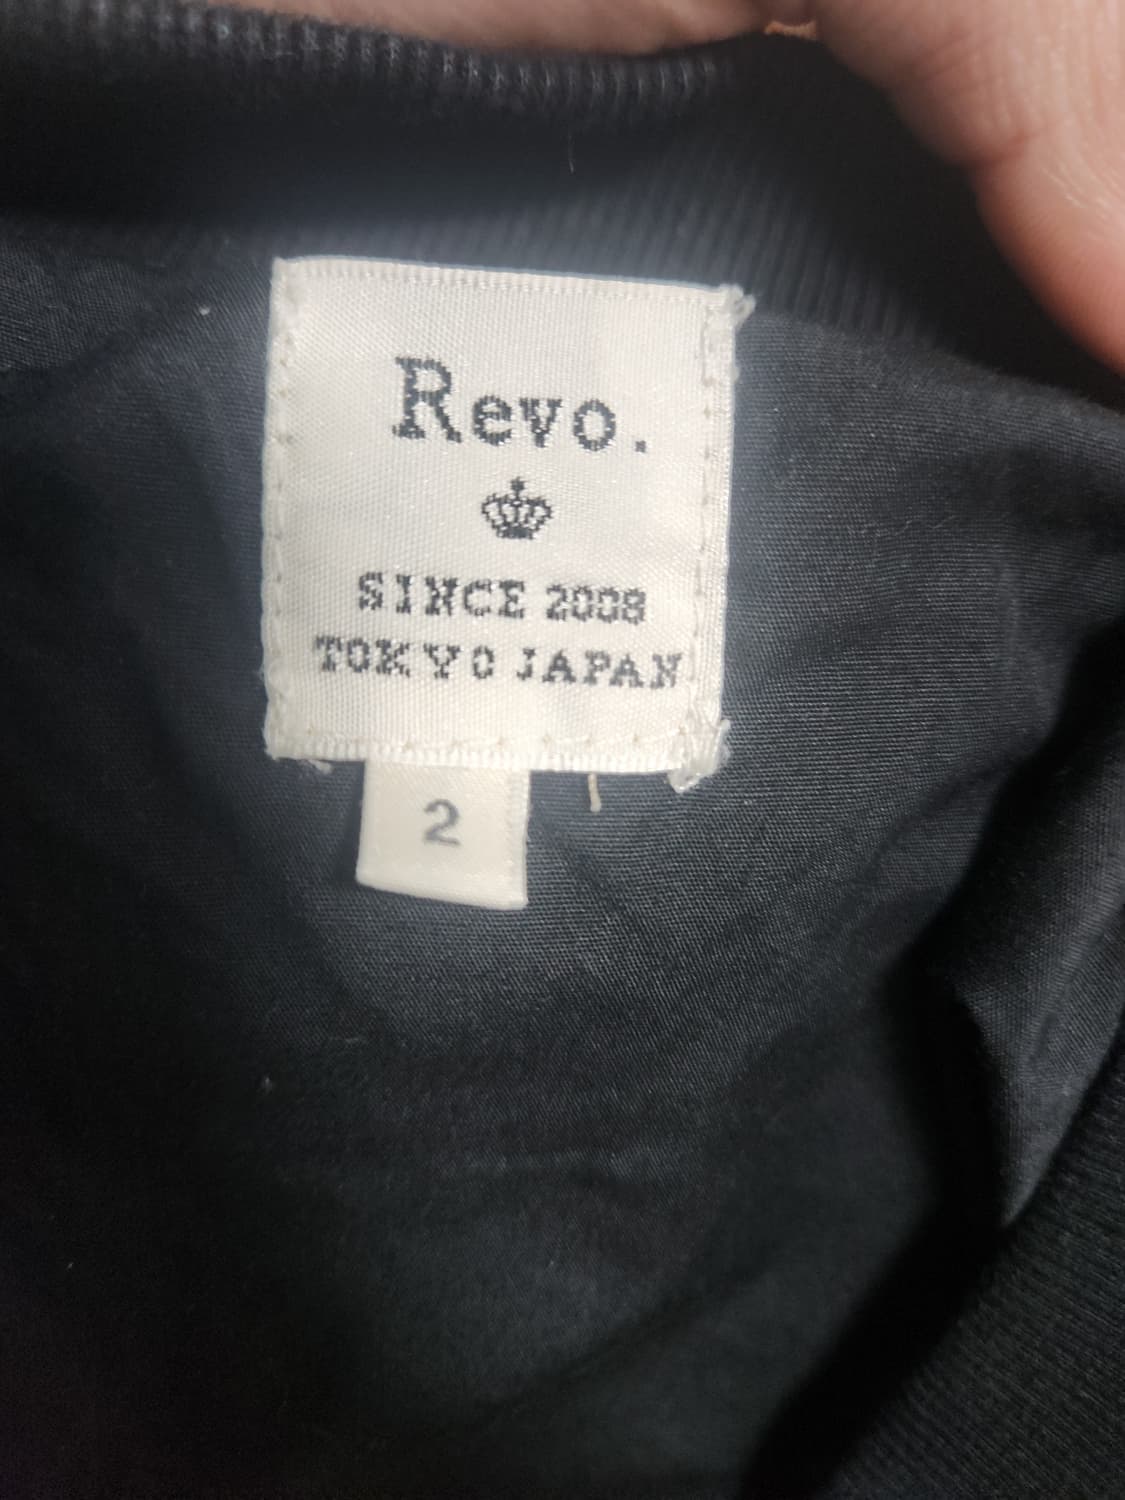 Revo.
SINCE 2008
TOKYO JAPAN
2